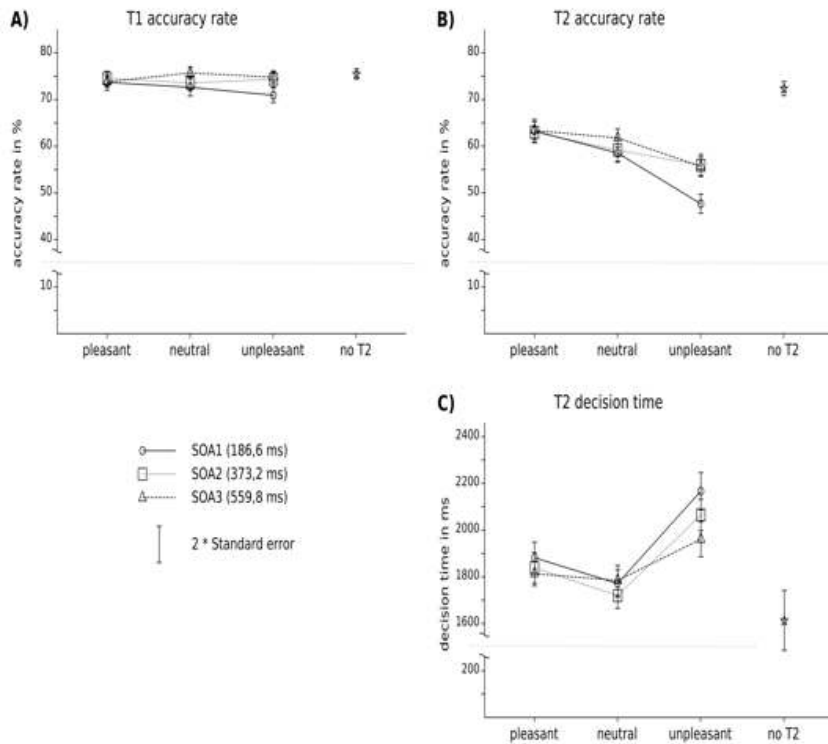 A) T1 accuracy rate
accuracy rate in %
80
70
60
50
40
10
pleasant neutral unpleasant no T2
B) T2 accuracy rate
accuracy rate in %
80
70
60
50
40
10
pleasant neutral unpleasant no T2
SOA1 (186,6 ms)
SOA2 (373,2 ms)
SOA3 (559,8 ms)
2 * Standard error
C) T2 decision time
decision time in ms
2400
2200
2000
1800
1600
200
pleasant neutral unpleasant no T2